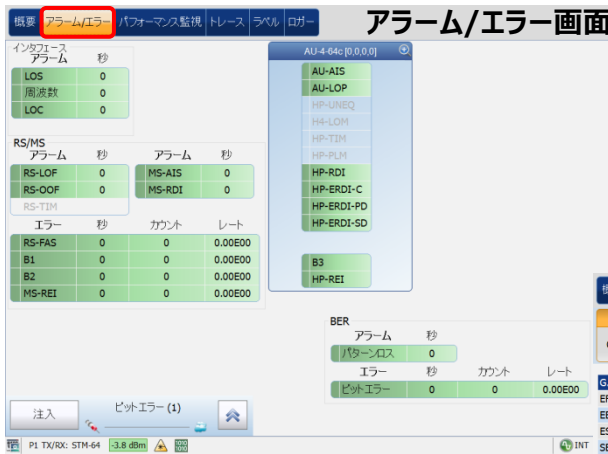 アラーム/エラー画面
概要 アラーム/エラー パフォーマンス監視 トレース ラベル ロガー
インタフェース
アラーム 秒
LOS 0
周波数 0
LOC 0
RS/MS
アラーム 秒 アラーム 秒
RS-LOF 0 MS-AIS 0
RS-OOF 0 MS-RDI 0
RS-TIM
エラー 秒 カウント レート
RS-FAS 0 0 0.00E00
B1 0 0 0.00E00
B2 0 0 0.00E00
MS-REI 0 0 0.00E00
AU-4-64c [0,0,0,0]
AU-AIS
AU-LOP
HP-UNEQ
H4-LOM
HP-TIM
HP-PLM
HP-RDI
HP-ERDI-C
HP-ERDI-PD
HP-ERDI-SD
B3
HP-REI
BER
アラーム 秒
パターンロス 0
エラー 秒 カウント レート
ビットエラー 0 0 0.00E00
注入 ビットエラー (1)
P1 TX/RX: STM-64 -3.8 dBm INT